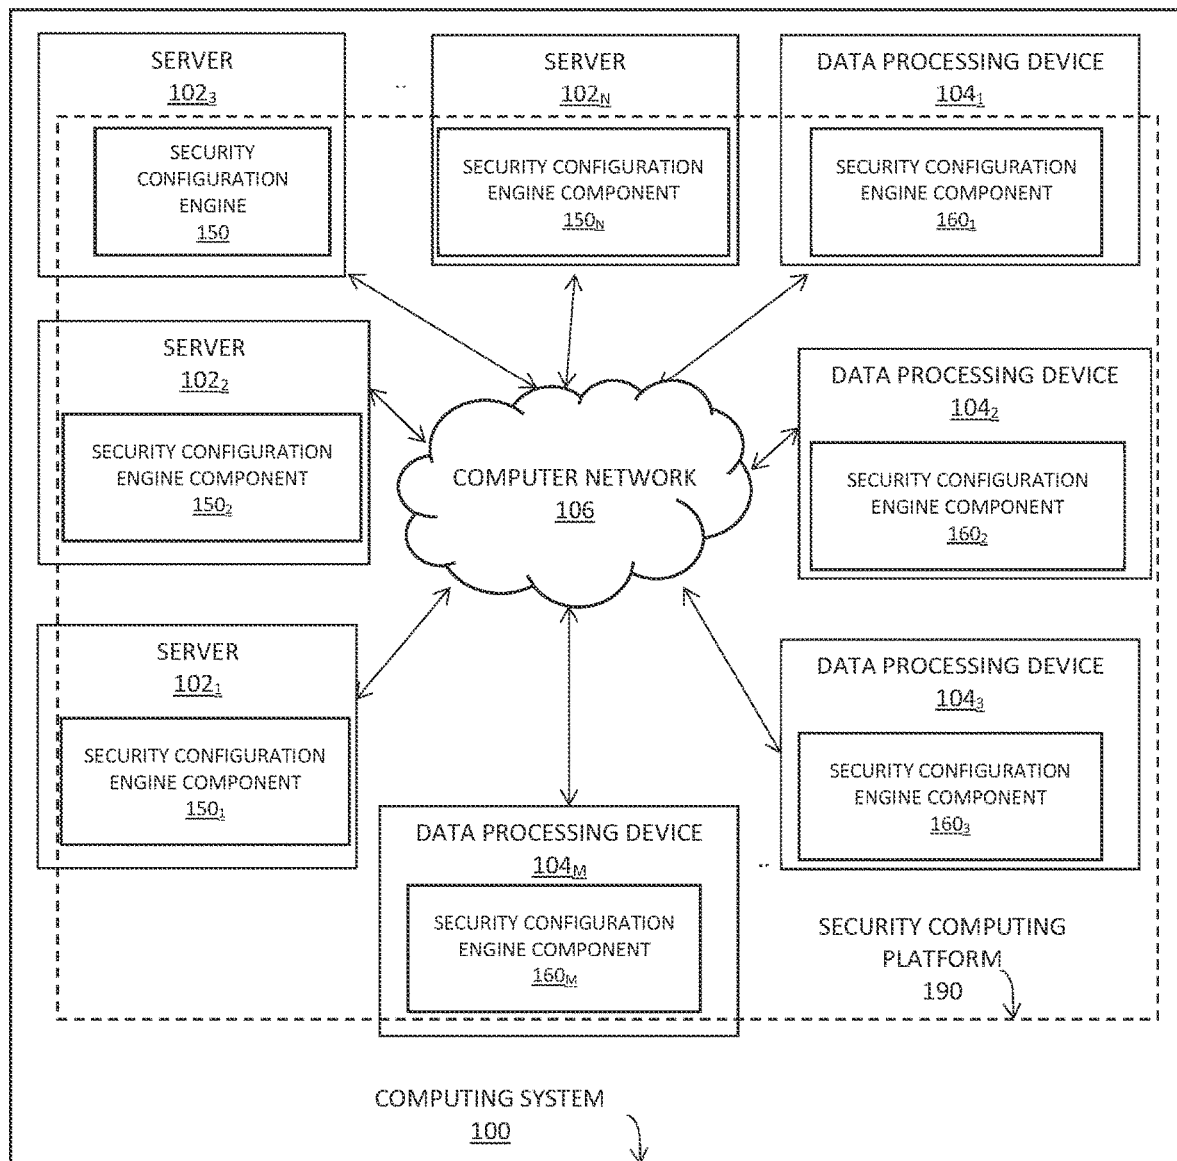 SERVER
102₃
SECURITY
CONFIGURATION
ENGINE
150
SERVER
102N
SECURITY CONFIGURATION
ENGINE COMPONENT
150N
DATA PROCESSING DEVICE
104₁
SECURITY CONFIGURATION
ENGINE COMPONENT
160₁
SERVER
102₂
SECURITY CONFIGURATION
ENGINE COMPONENT
150₂
COMPUTER NETWORK
106
DATA PROCESSING DEVICE
104₂
SECURITY CONFIGURATION
ENGINE COMPONENT
160₂
SERVER
102₁
SECURITY CONFIGURATION
ENGINE COMPONENT
150₁
DATA PROCESSING DEVICE
104₃
SECURITY CONFIGURATION
ENGINE COMPONENT
160₃
DATA PROCESSING DEVICE
104M
SECURITY CONFIGURATION
ENGINE COMPONENT
160M
SECURITY COMPUTING
PLATFORM
190
COMPUTING SYSTEM
100